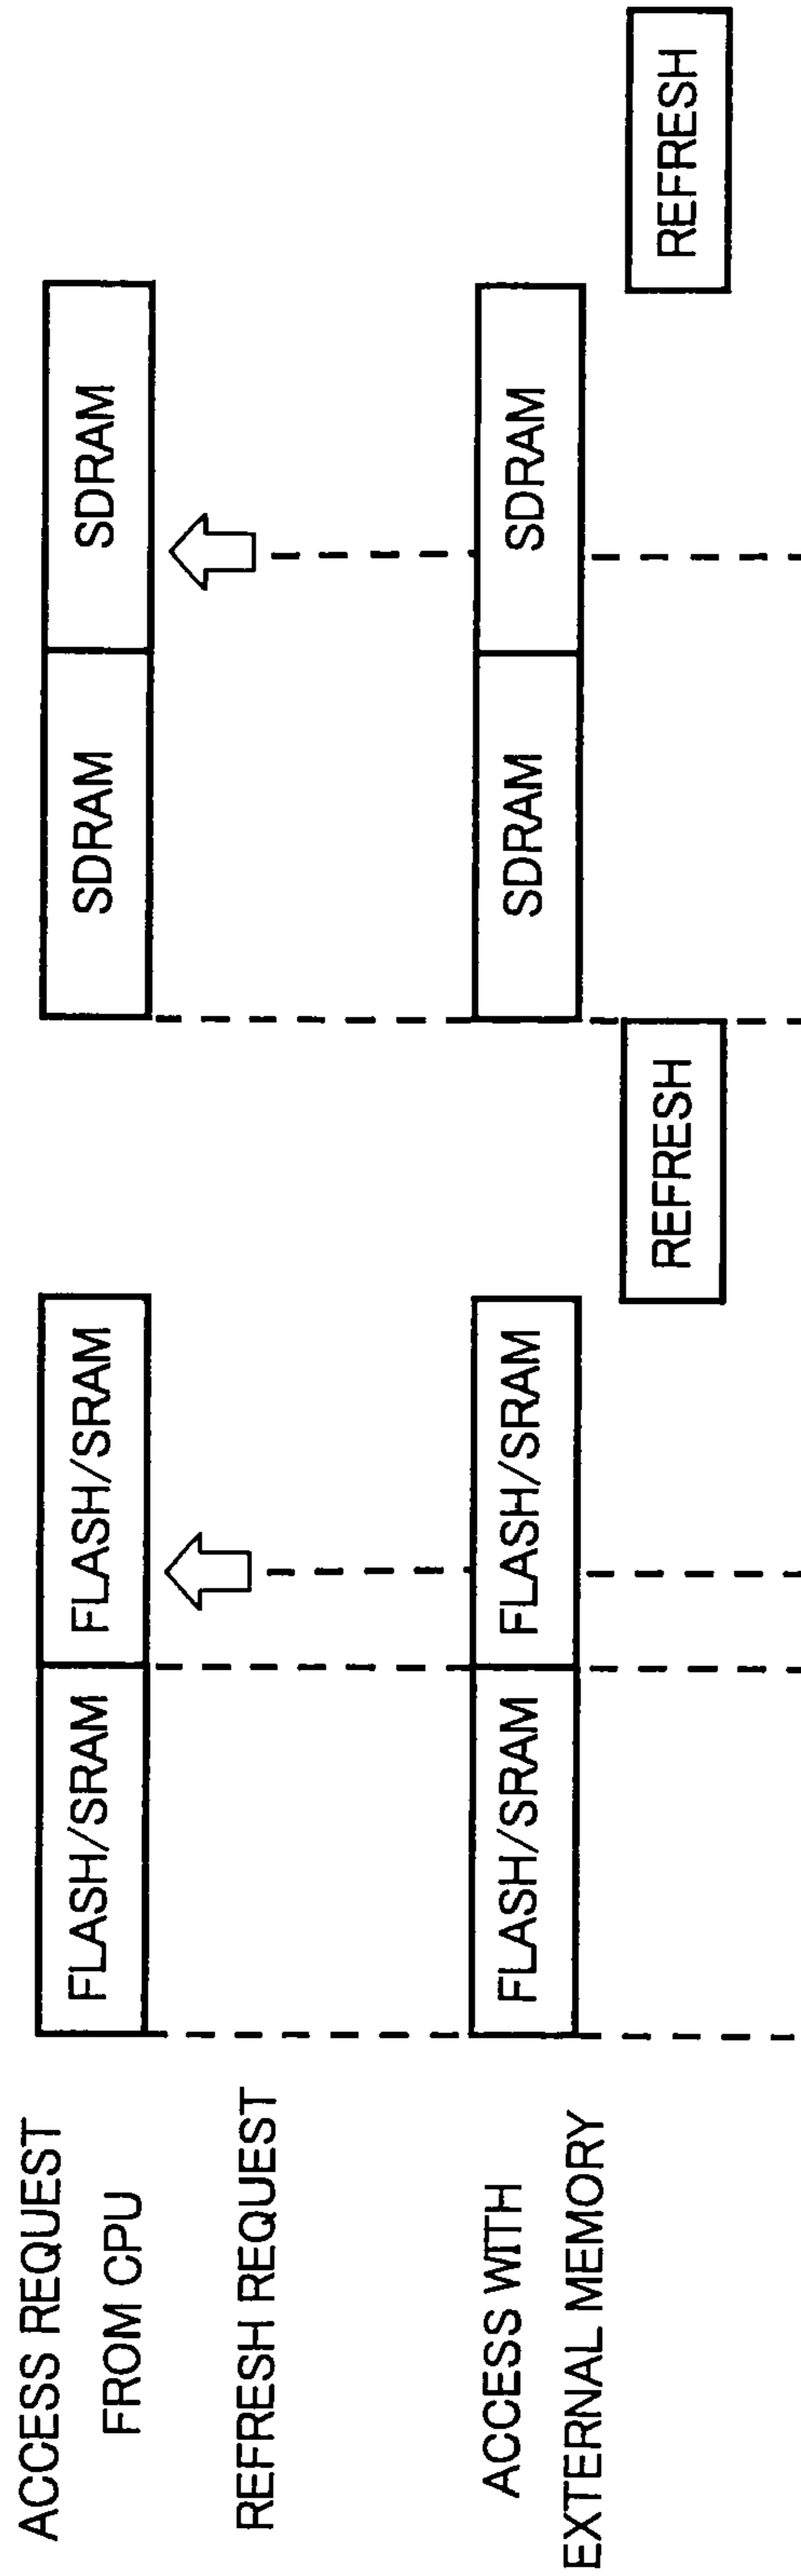 ACCESS REQUEST
FROM CPU
FLASH/SRAM
FLASH/SRAM
SDRAM
SDRAM
REFRESH REQUEST
ACCESS WITH
EXTERNAL MEMORY
FLASH/SRAM
FLASH/SRAM
SDRAM
SDRAM
REFRESH
REFRESH